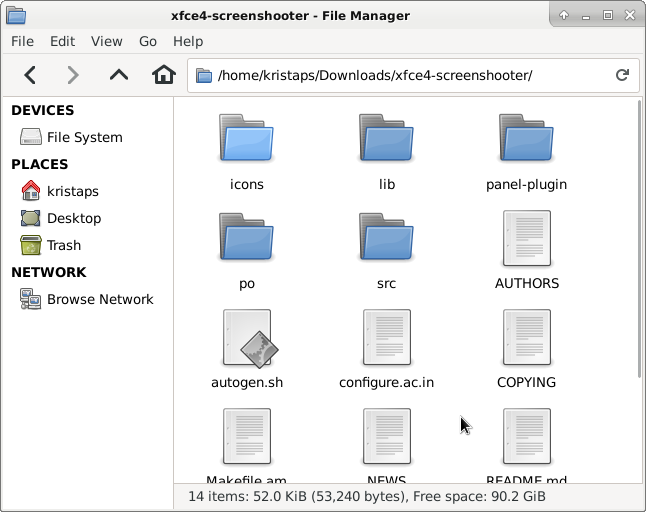 xfce4-screenshooter - File Manager
File Edit View Go Help
/home/kristaps/Downloads/xfce4-screenshooter/
DEVICES
File System
PLACES
kristaps
Desktop
Trash
NETWORK
Browse Network
icons lib panel-plugin
po src AUTHORS
autogen.sh configure.ac.in COPYING
Makefile.am NEWS README.md
14 items: 52.0 KiB (53,240 bytes), Free space: 90.2 GiB